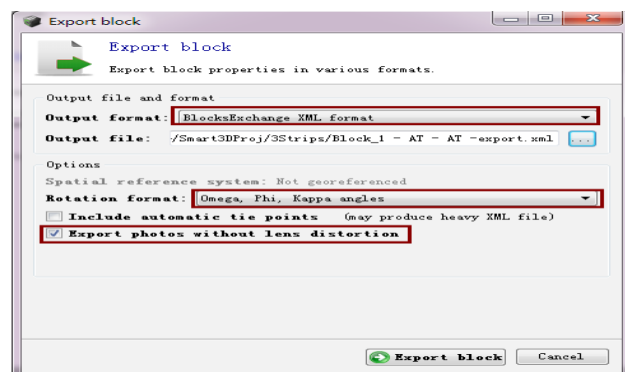 Export block
Export block
Export block properties in various formats.
Output file and format
Output format: BlocksExchange XML format
Output file: /Smart3DProj/3Strips/Block_1 - AT - AT -export.xml ...
Options
Spatial reference system: Not georeferenced
Rotation format: Omega, Phi, Kappa angles
Include automatic tie points (may produce heavy XML file)
Export photos without lens distortion
Export block Cancel